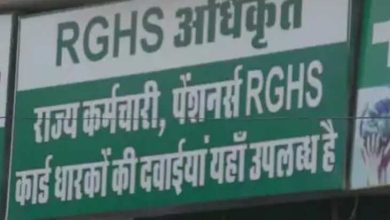 RGHS अधिकृत
राज्य कर्मचारी, पेंशनर्स RGHS
कार्ड धारकों की दवाईयां यहाँ उपलब्ध है